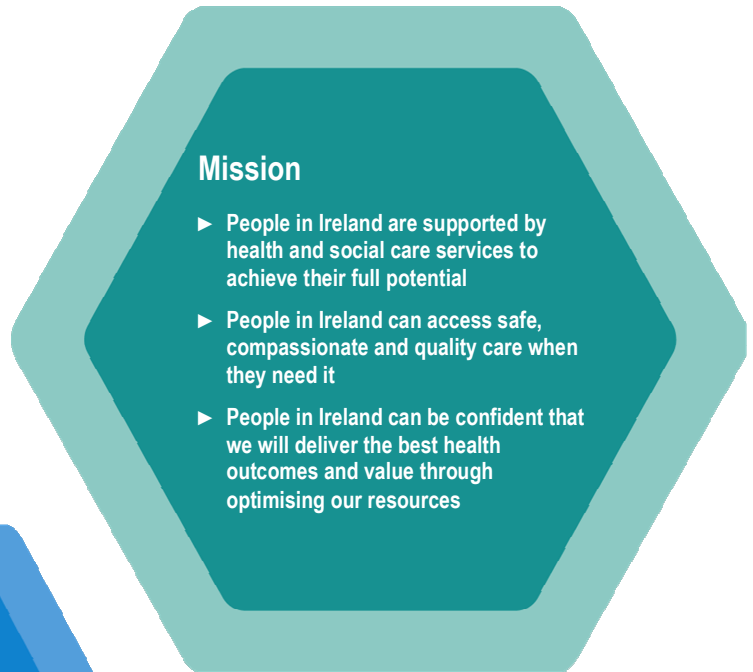 Mission
► People in Ireland are supported by
health and social care services to
achieve their full potential
► People in Ireland can access safe,
compassionate and quality care when
they need it
► People in Ireland can be confident that
we will deliver the best health
outcomes and value through
optimising our resources